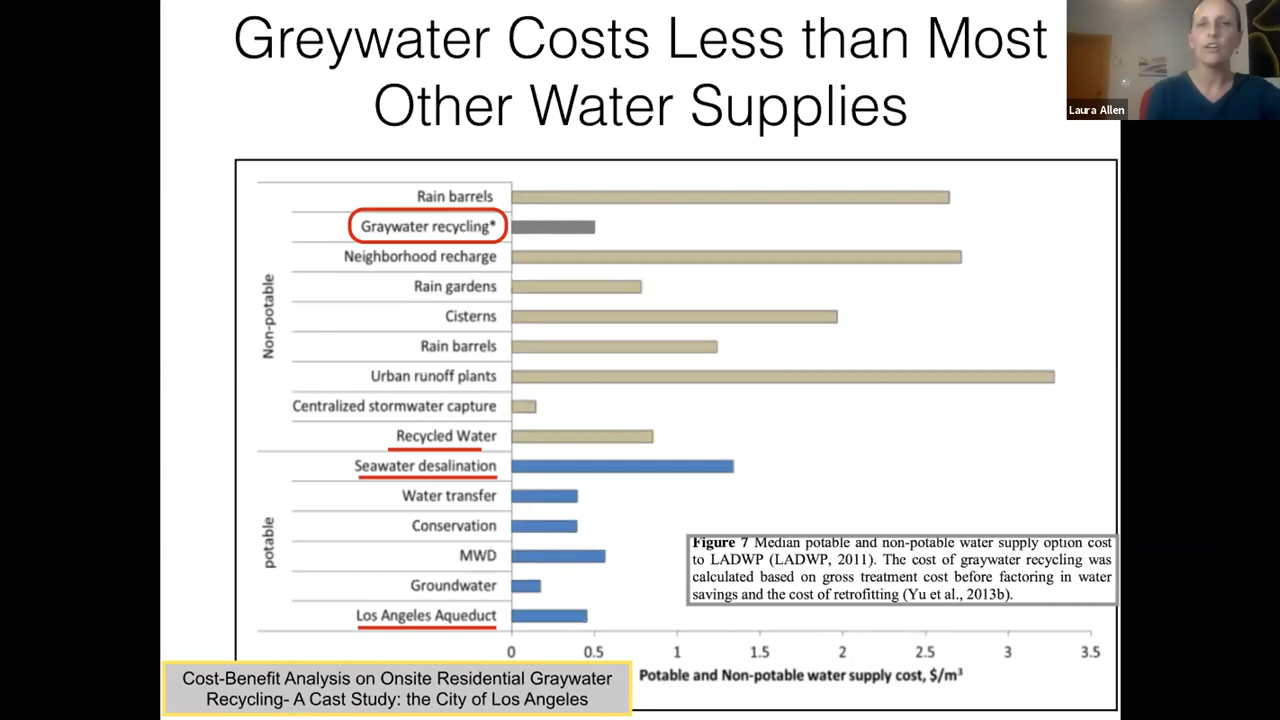 Greywater Costs Less than Most
Other Water Supplies
Laura Allen
Non-potable
Rain barrels
Graywater recycling*
Neighborhood recharge
Rain gardens
Cisterns
Rain barrels
Urban runoff plants
Centralized stormwater capture
Recycled Water
potable
Seawater desalination
Water transfer
Conservation
MWD
Groundwater
Los Angeles Aqueduct
0 0.5 1 1.5 2 2.5 3 3.5
Potable and Non-potable water supply cost, $/m³
Figure 7 Median potable and non-potable water supply option cost
to LADWP (LADWP, 2011). The cost of graywater recycling was
calculated based on gross treatment cost before factoring in water
savings and the cost of retrofitting (Yu et al., 2013b).
Cost-Benefit Analysis on Onsite Residential Graywater
Recycling- A Cast Study: the City of Los Angeles